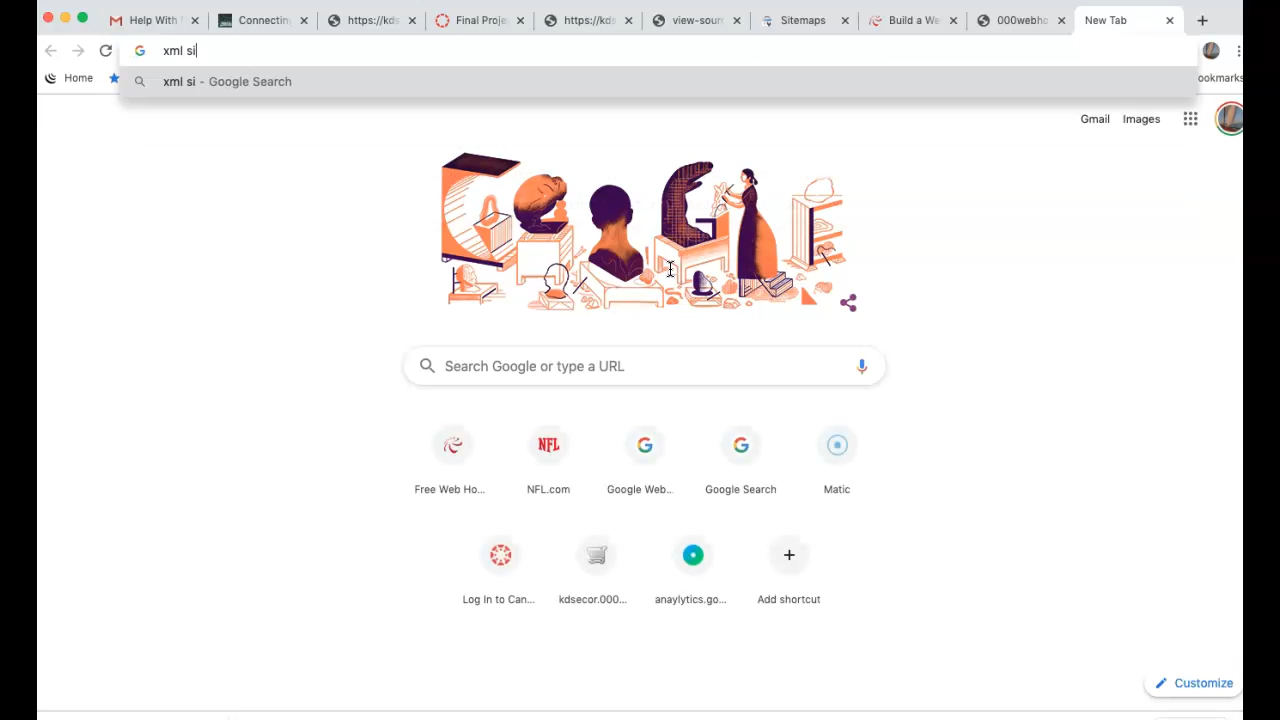 Help With
Connecting
https://kds
Final Proje
https://kds
view-sourc
Sitemaps
Build a We
000webho
New Tab
xml si
Home
xml si - Google Search
ookmarks
Gmail
Images
Search Google or type a URL
NFL
Free Web Ho...
NFL.com
Google Web...
Google Search
Matic
Log In to Can...
kdsecor.000...
anaylytics.go...
Add shortcut
Customize